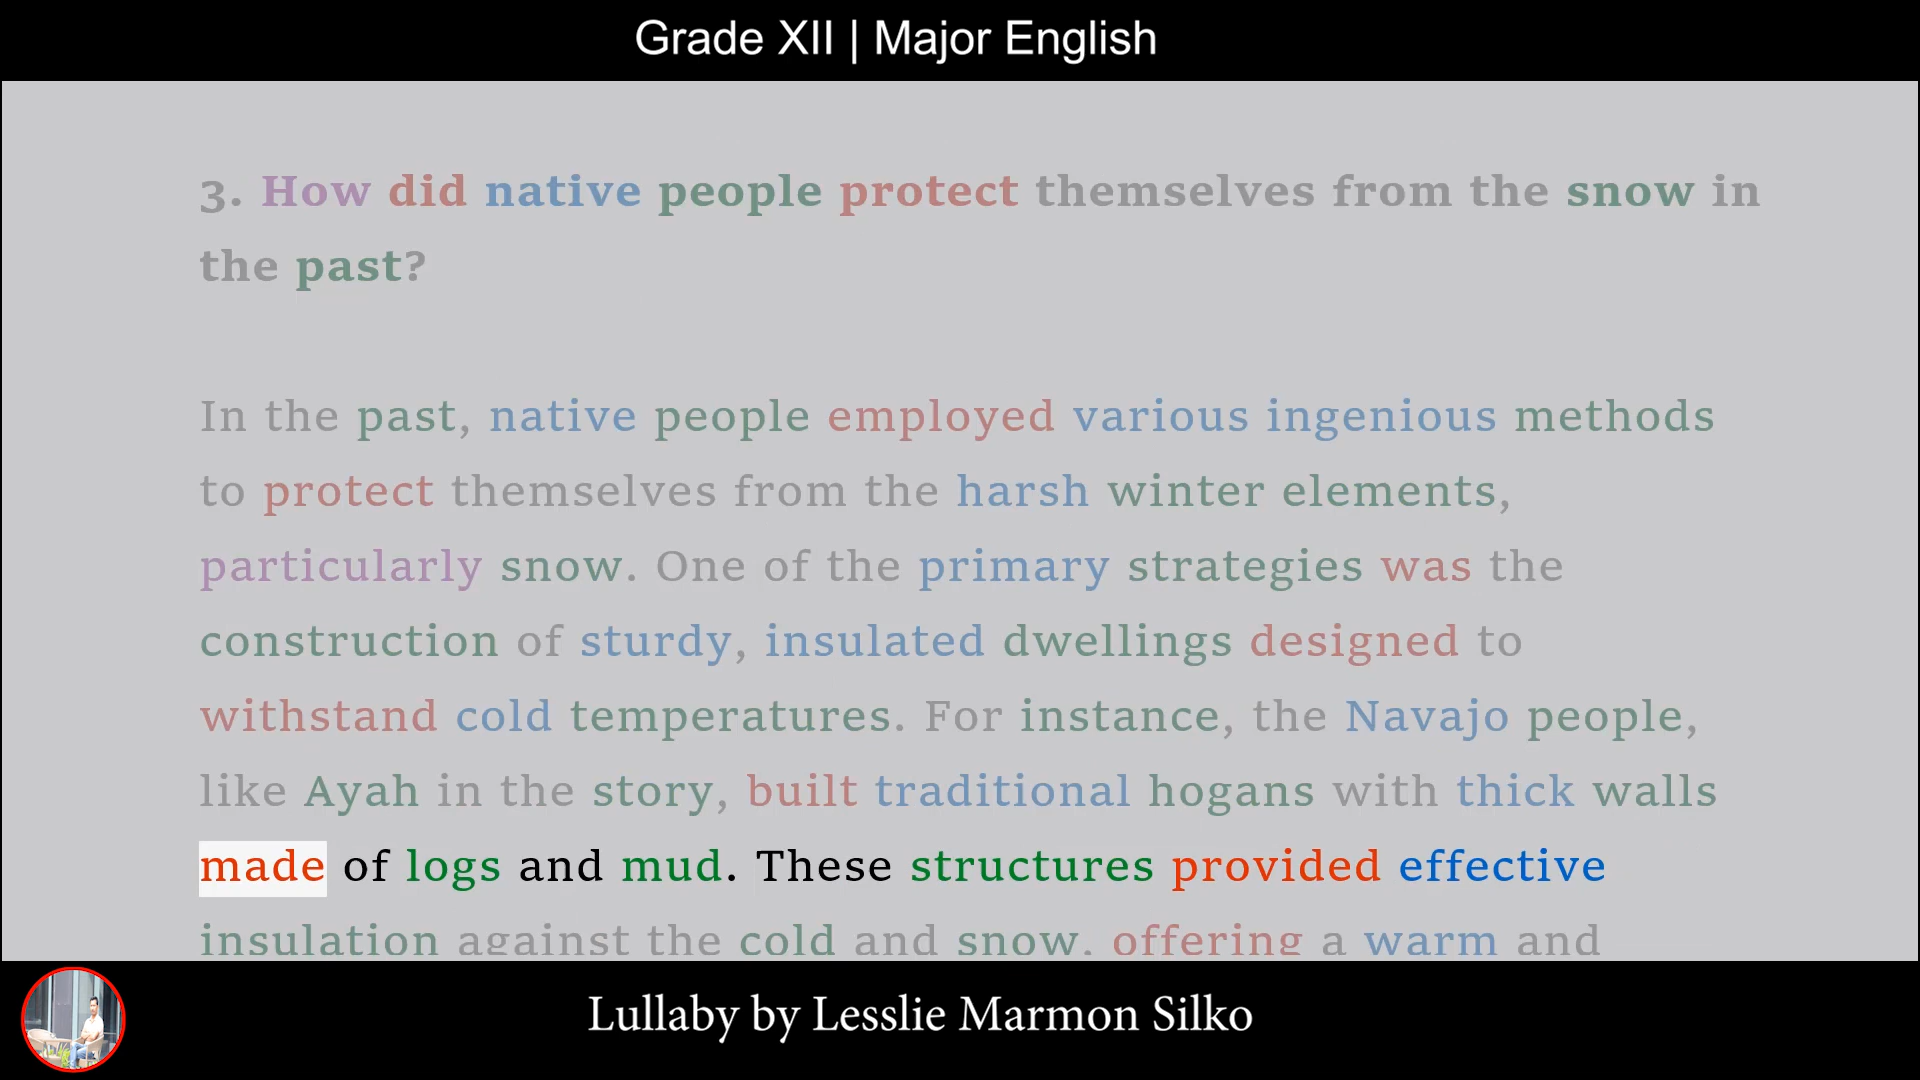 Grade XII | Major English
3. How did native people protect themselves from the snow in
the past?
In the past, native people employed various ingenious methods
to protect themselves from the harsh winter elements,
particularly snow. One of the primary strategies was the
construction of sturdy, insulated dwellings designed to
withstand cold temperatures. For instance, the Navajo people,
like Ayah in the story, built traditional hogans with thick walls
made of logs and mud. These structures provided effective
insulation against the cold and snow, offering a warm and
Lullaby by Lesslie Marmon Silko